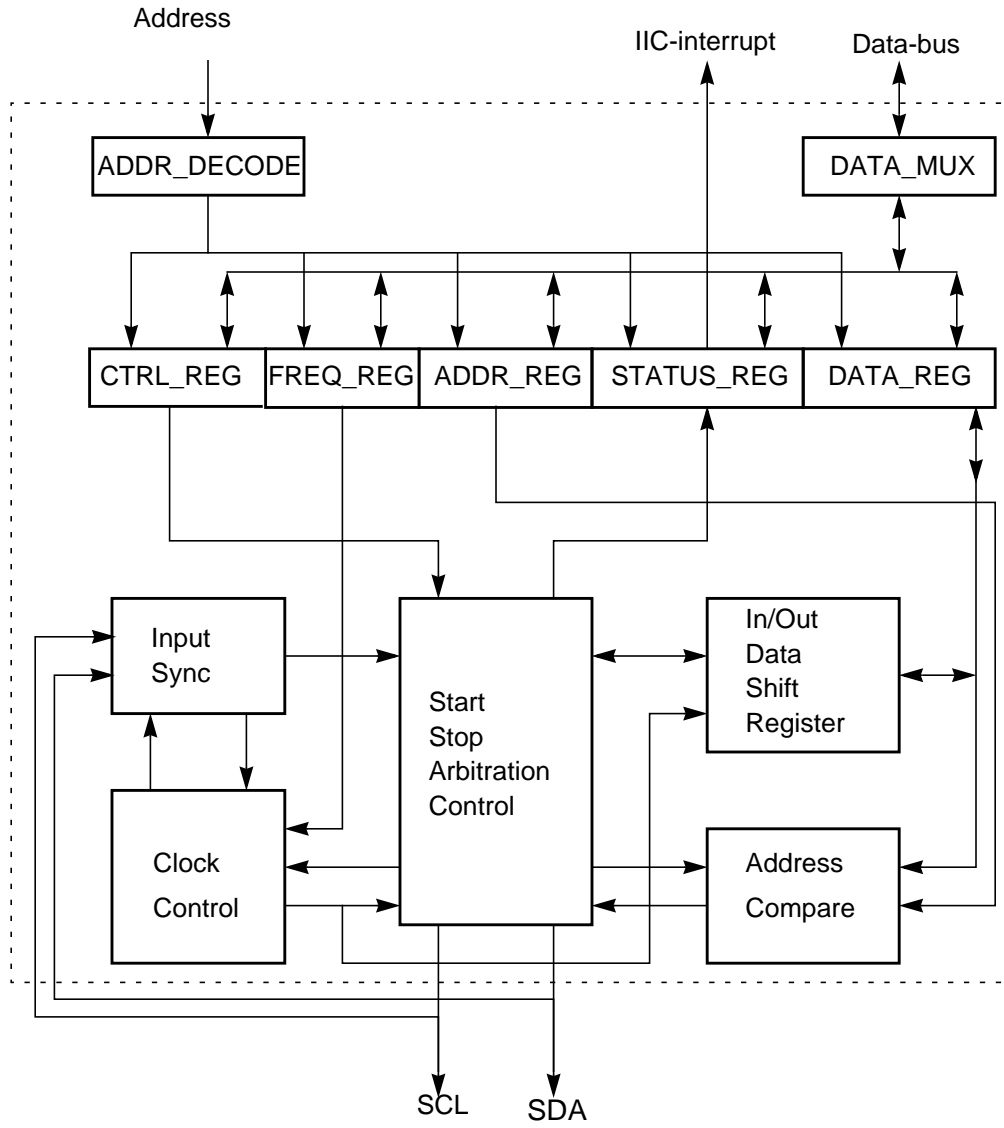 Address
IIC-interrupt
Data-bus
ADDR_DECODE
DATA_MUX
CTRL_REG
FREQ_REG
ADDR_REG
STATUS_REG
DATA_REG
Input
Sync
Start
Stop
Arbitration
Control
In/Out
Data
Shift
Register
Clock
Control
Address
Compare
SCL
SDA